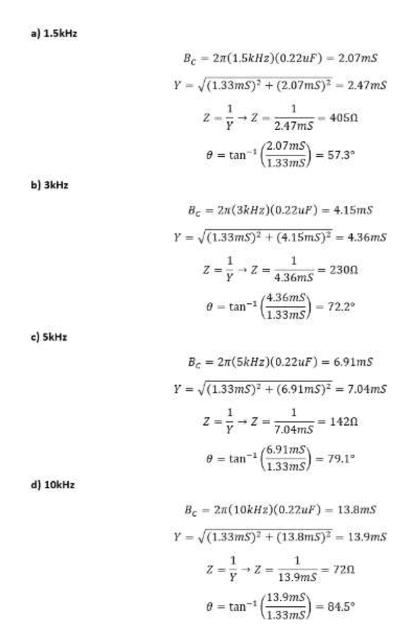 a) 1.5kHz
B_C = 2π(1.5kHz)(0.22uF) = 2.07mS
Y = √(1.33mS)² + (2.07mS)² = 2.47mS
Z = 1/Y → Z = 1/2.47mS = 405Ω
θ = tan⁻¹(2.07mS/1.33mS) = 57.3°
b) 3kHz
B_C = 2π(3kHz)(0.22uF) = 4.15mS
Y = √(1.33mS)² + (4.15mS)² = 4.36mS
Z = 1/Y → Z = 1/4.36mS = 230Ω
θ = tan⁻¹(4.36mS/1.33mS) = 72.2°
c) 5kHz
B_C = 2π(5kHz)(0.22uF) = 6.91mS
Y = √(1.33mS)² + (6.91mS)² = 7.04mS
Z = 1/Y → Z = 1/7.04mS = 142Ω
θ = tan⁻¹(6.91mS/1.33mS) = 79.1°
d) 10kHz
B_C = 2π(10kHz)(0.22uF) = 13.8mS
Y = √(1.33mS)² + (13.8mS)² = 13.9mS
Z = 1/Y → Z = 1/13.9mS = 72Ω
θ = tan⁻¹(13.9mS/1.33mS) = 84.5°